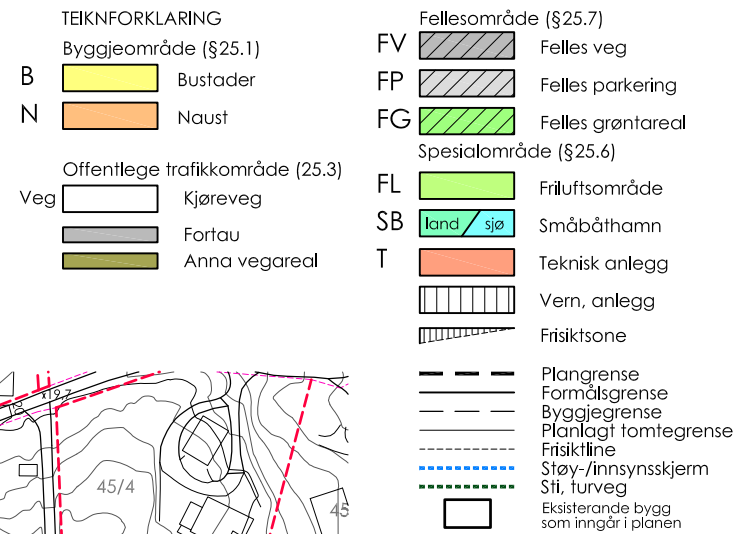 TEIKNFORKLARING
Byggjeområde (§25.1)
B Bustader
N Naust
Offentlege trafikkområde (25.3)
Veg Kjøreveg
Fortau
Anna vegareal
Fellesområde (§25.7)
FV Felles veg
FP Felles parkering
FG Felles grøntareal
Spesialområde (§25.6)
FL Friluftsområde
SB land sjø Småbåthamn
T Teknisk anlegg
Vern, anlegg
Frisiktsone
Plangrense
Formålsgrense
Byggjegrense
Planlagt tomtegrense
Frisiktline
Støy-/innsynsskjerm
Sti, turveg
Eksisterande bygg
som inngår i planen
x19,7
45/4
45